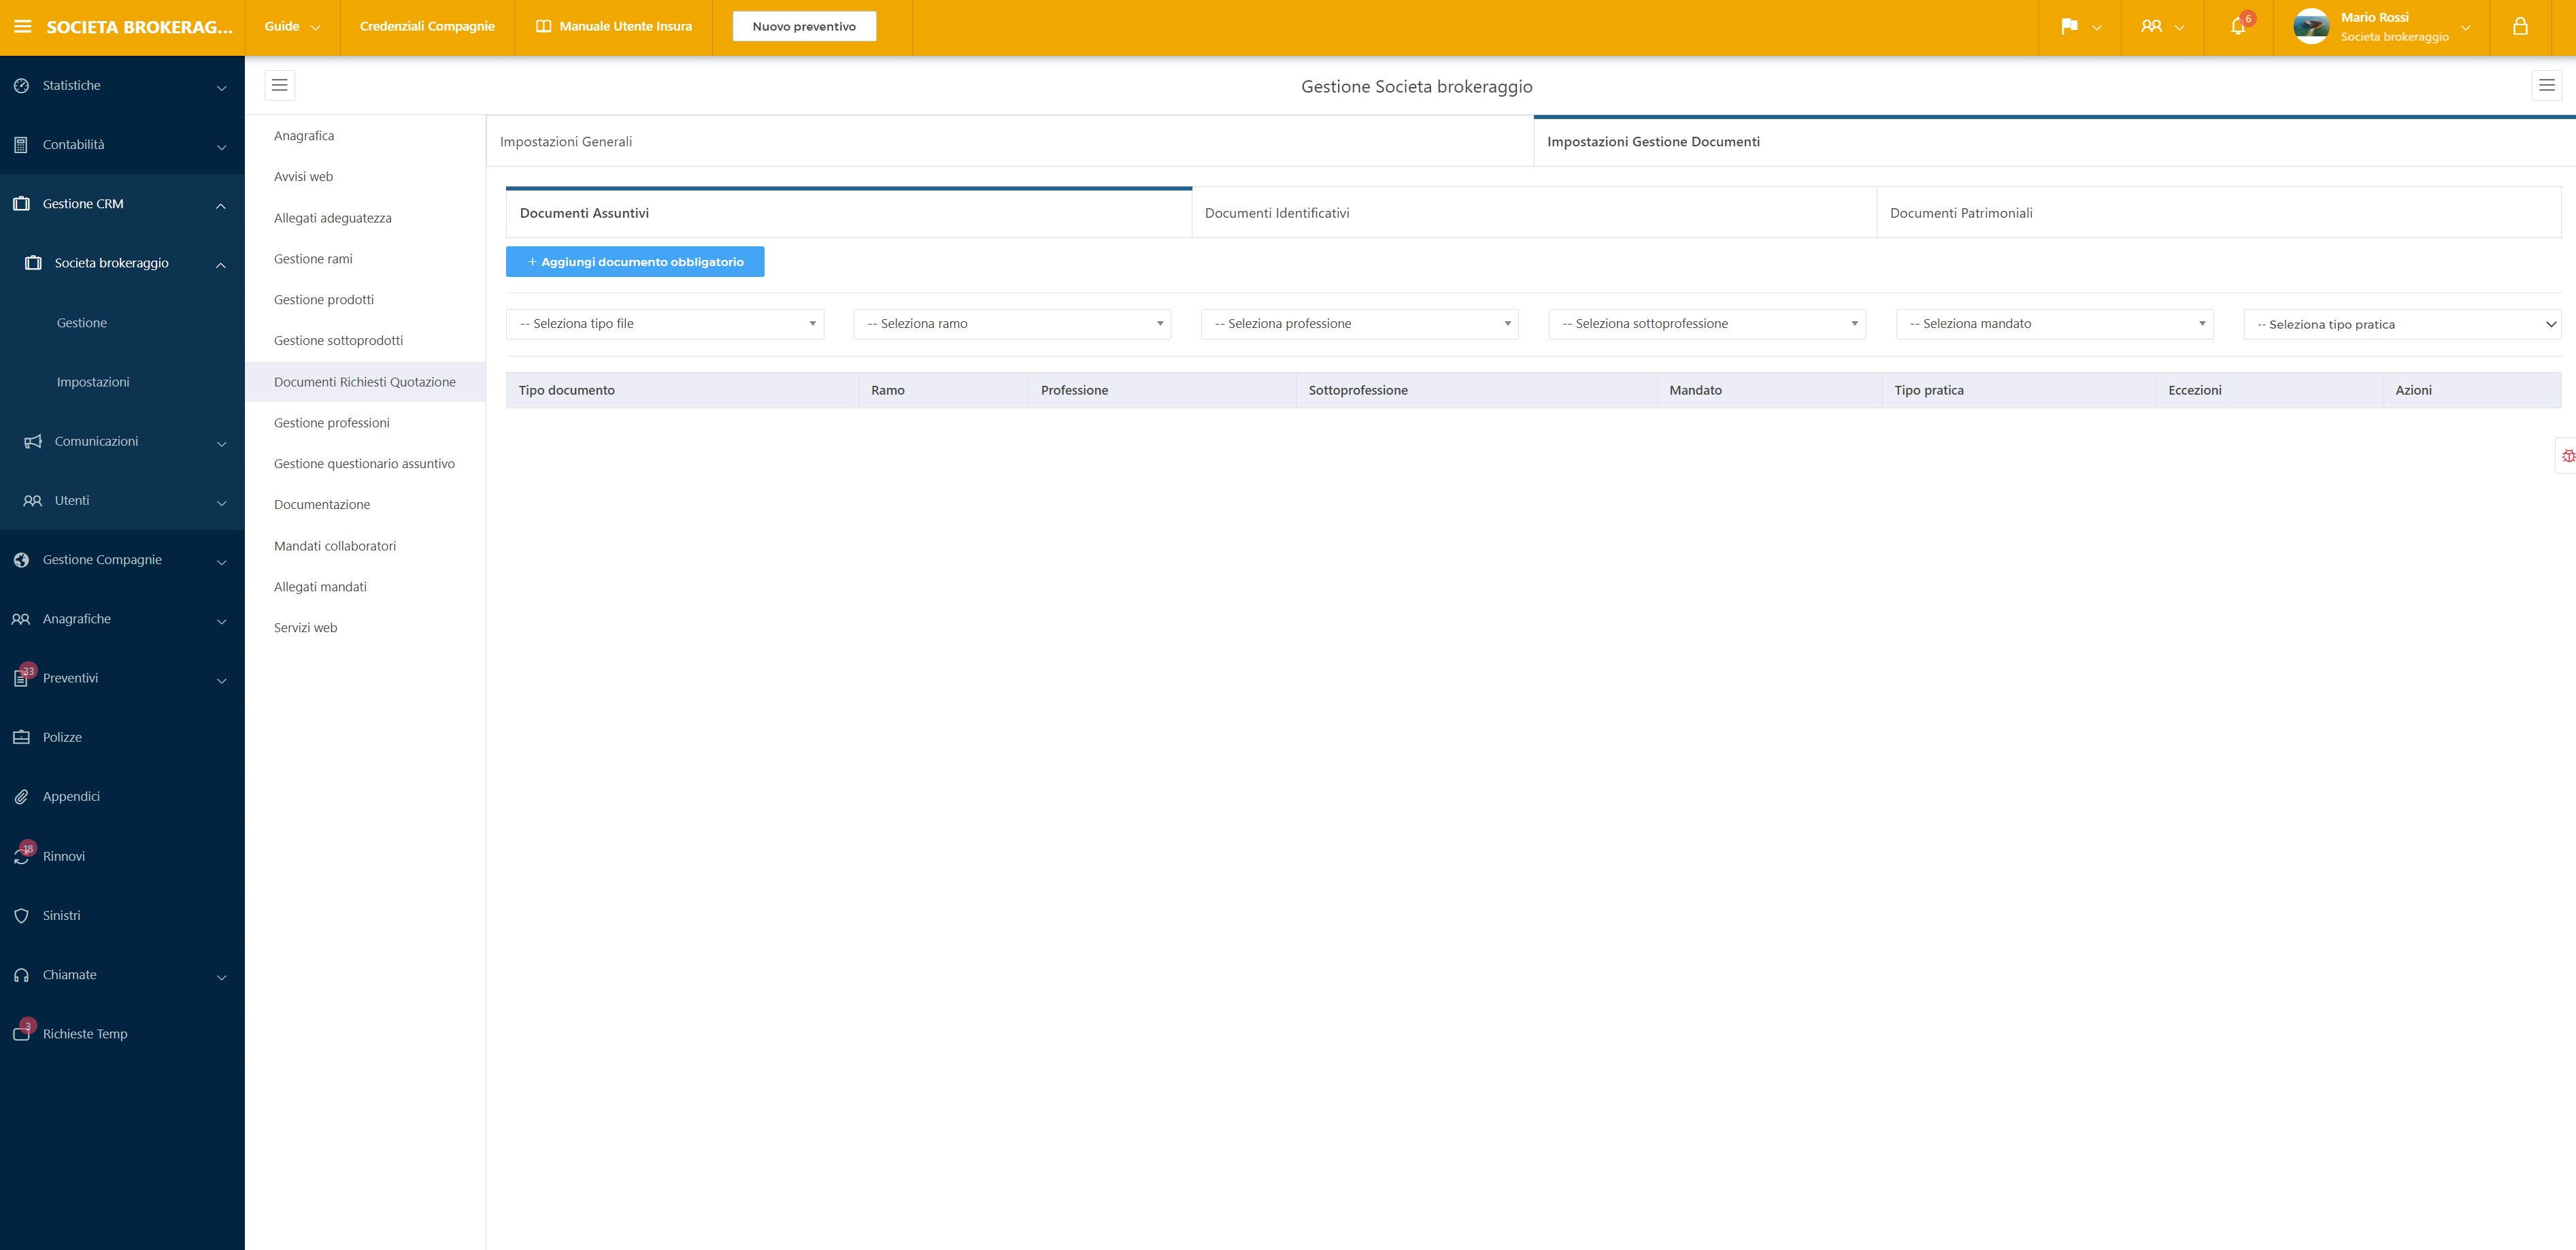 SOCIETA BROKERAG...
Guide
Credenziali Compagnie
Manuale Utente Insura
Nuovo preventivo
6
Mario Rossi
Societa brokeraggio
Statistiche
Contabilità
Gestione CRM
Societa brokeraggio
Gestione
Impostazioni
Comunicazioni
Utenti
Gestione Compagnie
Anagrafiche
33
Preventivi
Polizze
Appendici
18
Rinnovi
Sinistri
Chiamate
3
Richieste Temp
Gestione Societa brokeraggio
Anagrafica
Avvisi web
Allegati adeguatezza
Gestione rami
Gestione prodotti
Gestione sottoprodotti
Documenti Richiesti Quotazione
Gestione professioni
Gestione questionario assuntivo
Documentazione
Mandati collaboratori
Allegati mandati
Servizi web
Impostazioni Generali
Impostazioni Gestione Documenti
Documenti Assuntivi
Documenti Identificativi
Documenti Patrimoniali
+ Aggiungi documento obbligatorio
-- Seleziona tipo file
-- Seleziona ramo
-- Seleziona professione
-- Seleziona sottoprofessione
-- Seleziona mandato
-- Seleziona tipo pratica
Tipo documento
Ramo
Professione
Sottoprofessione
Mandato
Tipo pratica
Eccezioni
Azioni